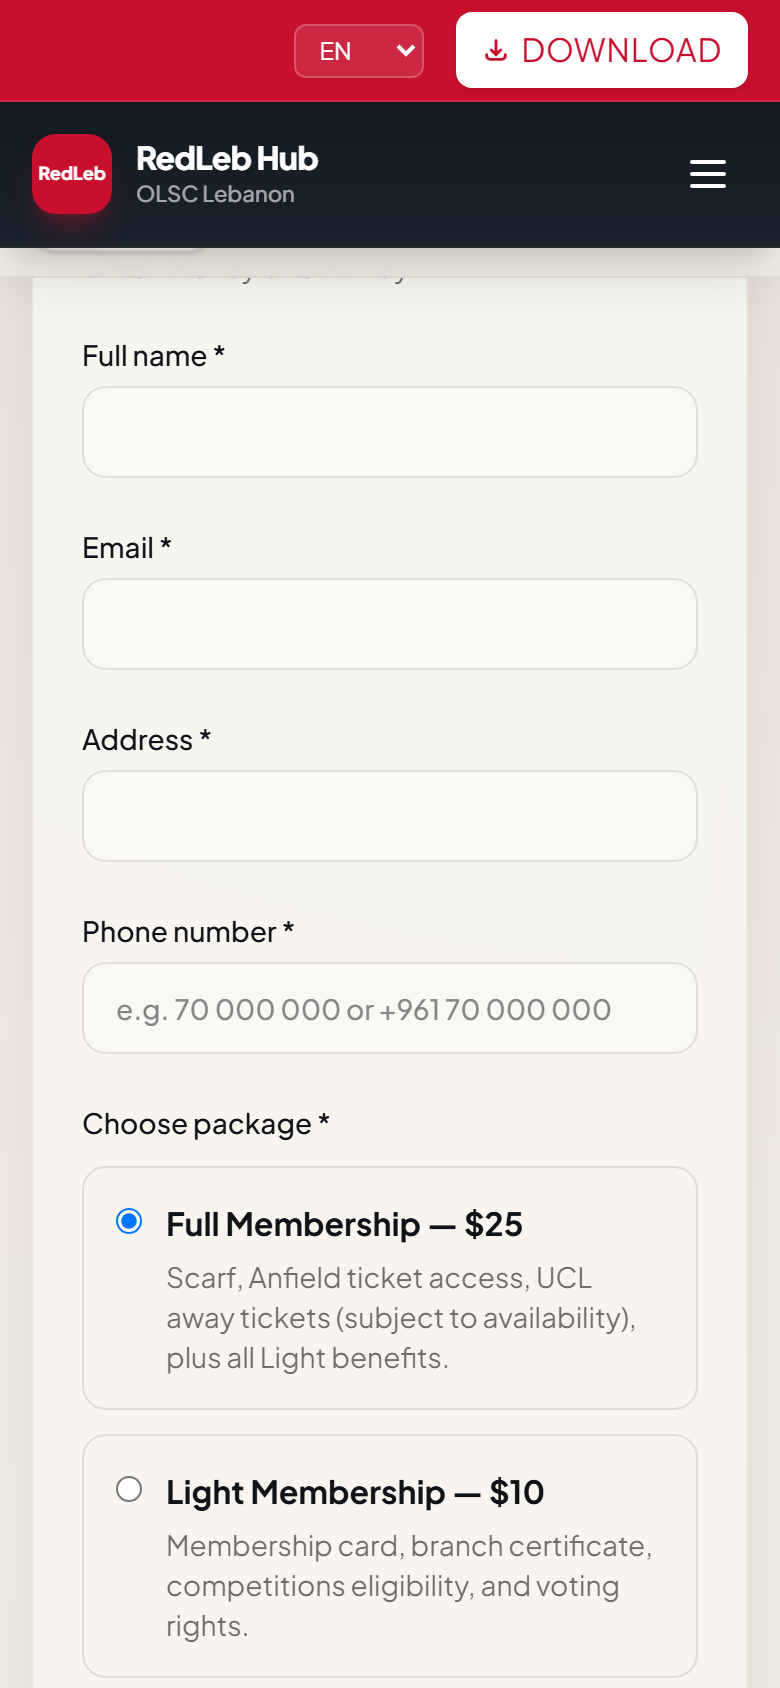 EN
DOWNLOAD
RedLeb
RedLeb Hub
OLSC Lebanon
Full name *
Email *
Address *
Phone number *
e.g. 70 000 000 or +961 70 000 000
Choose package *
Full Membership — $25
Scarf, Anfield ticket access, UCL
away tickets (subject to availability),
plus all Light benefits.
Light Membership — $10
Membership card, branch certificate,
competitions eligibility, and voting
rights.